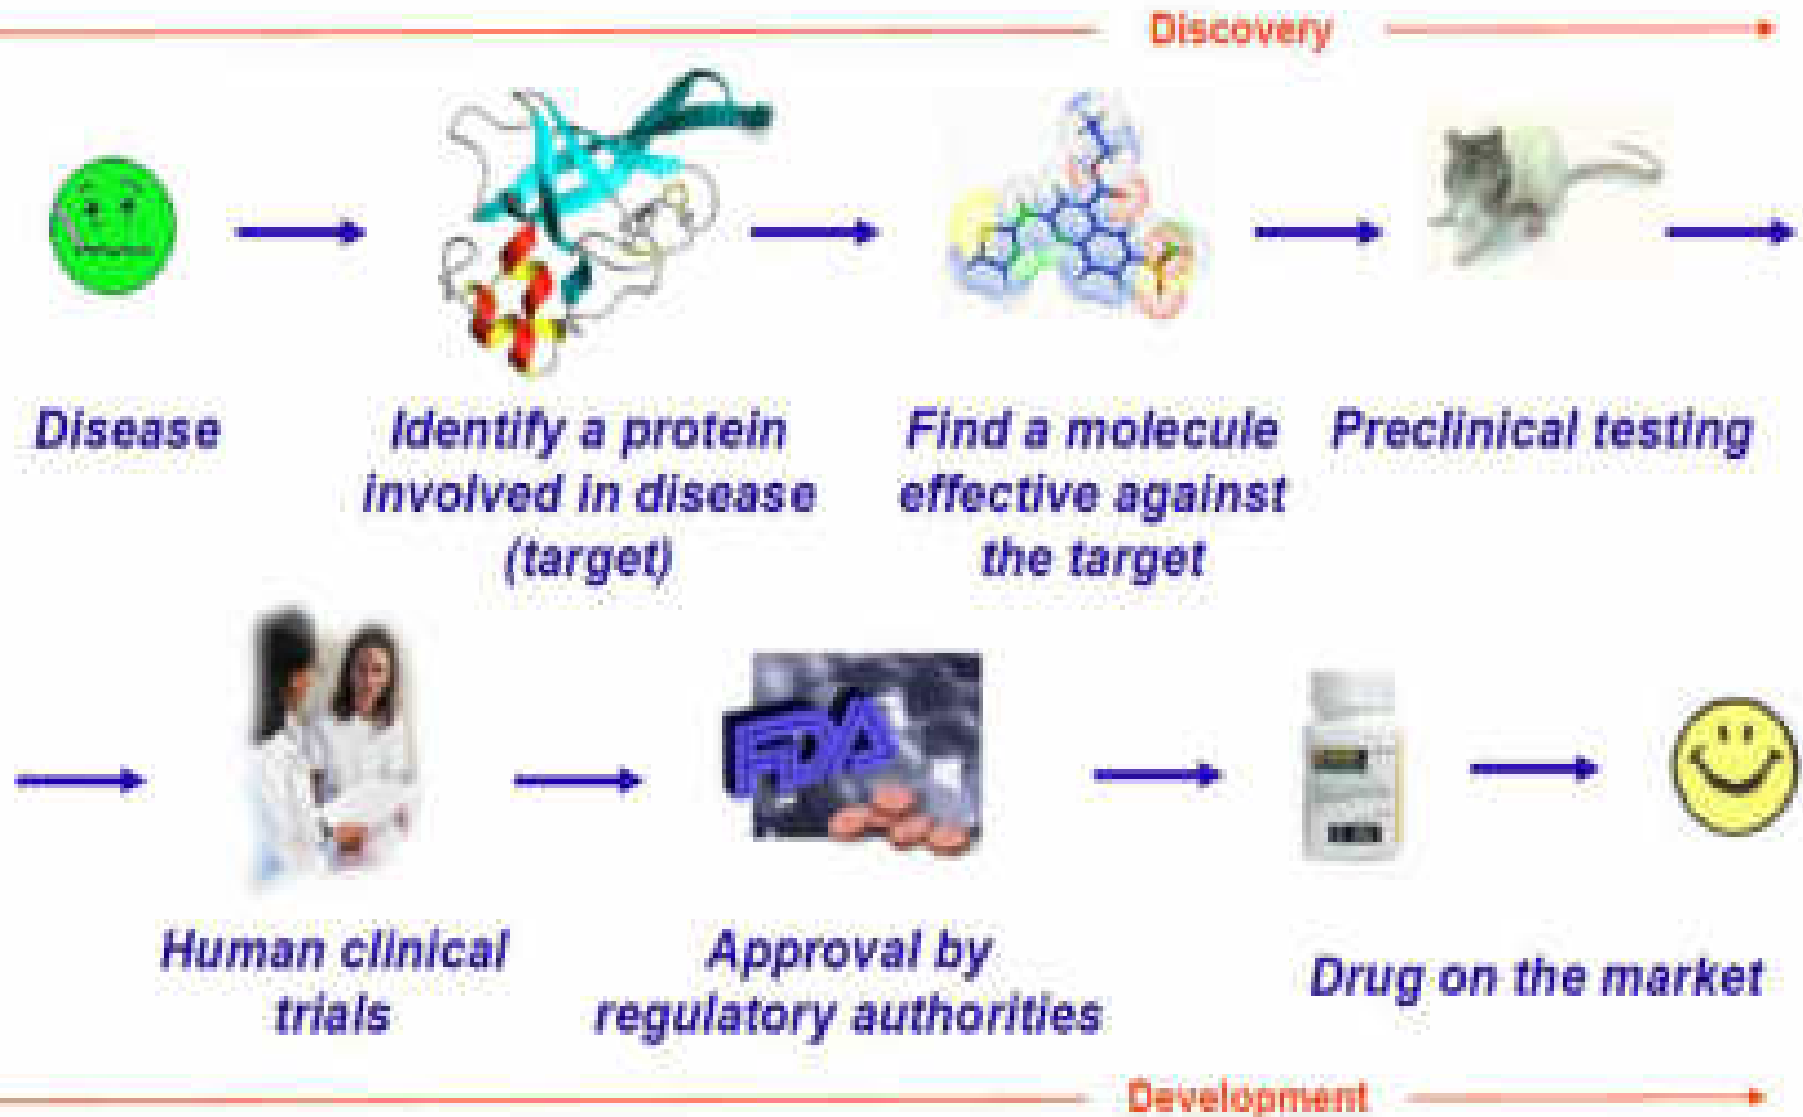 Discovery
Disease
Identify a protein
involved in disease
(target)
Find a molecule
effective against
the target
Preclinical testing
FDA
Human clinical
trials
Approval by
regulatory authorities
Drug on the market
Development